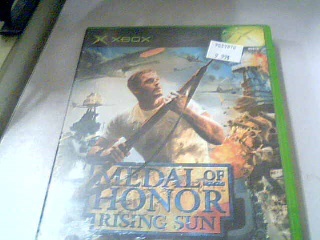 XBOX
MEDAL OF
HONOR
RISING SUN